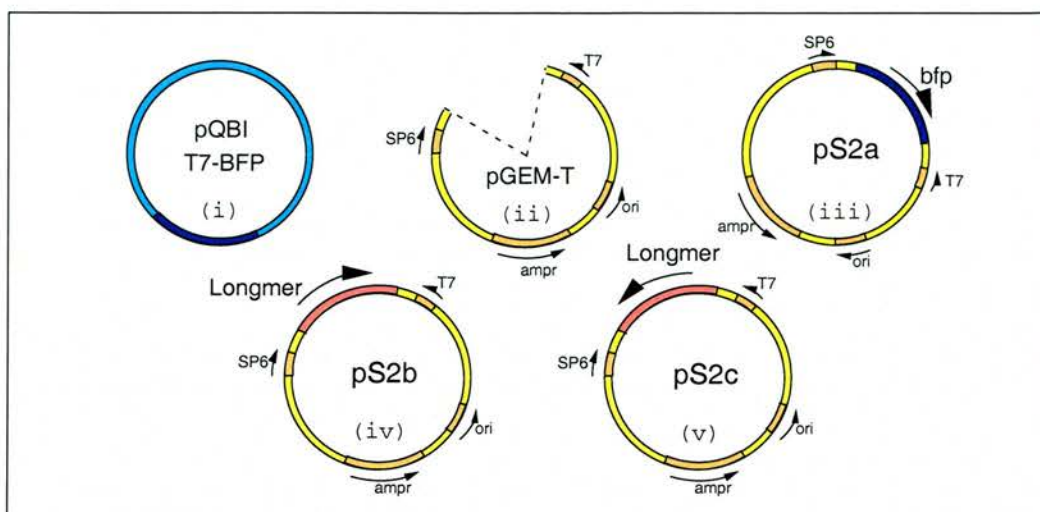 pQBI
T7-BFP
(i)
T7
SP6
pGEM-T
(ii)
ori
ampr
SP6
bfp
pS2a
T7
(iii)
ampr
ori
Longmer
T7
SP6
pS2b
(iv)
ori
ampr
Longmer
T7
SP6
pS2c
(v)
ori
ampr